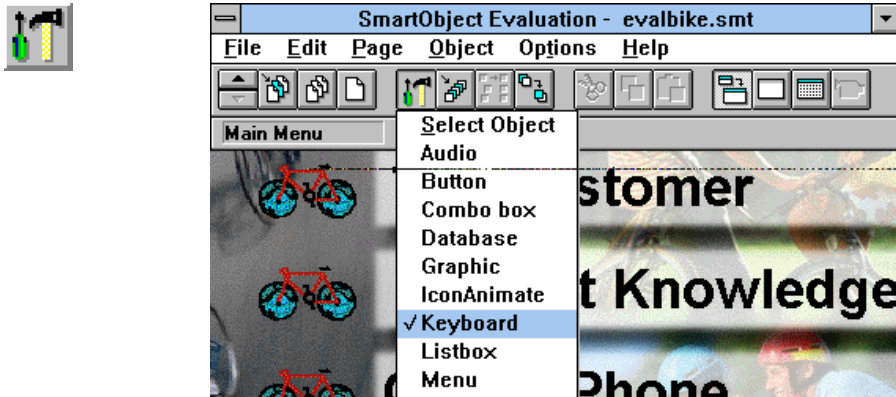 SmartObject Evaluation - evalbike.smt
File Edit Page Object Options Help
Main Menu
Select Object
Audio
Button
Combo box
Database
Graphic
IconAnimate
✓Keyboard
Listbox
Menu
stomer
t Knowledge
Phone